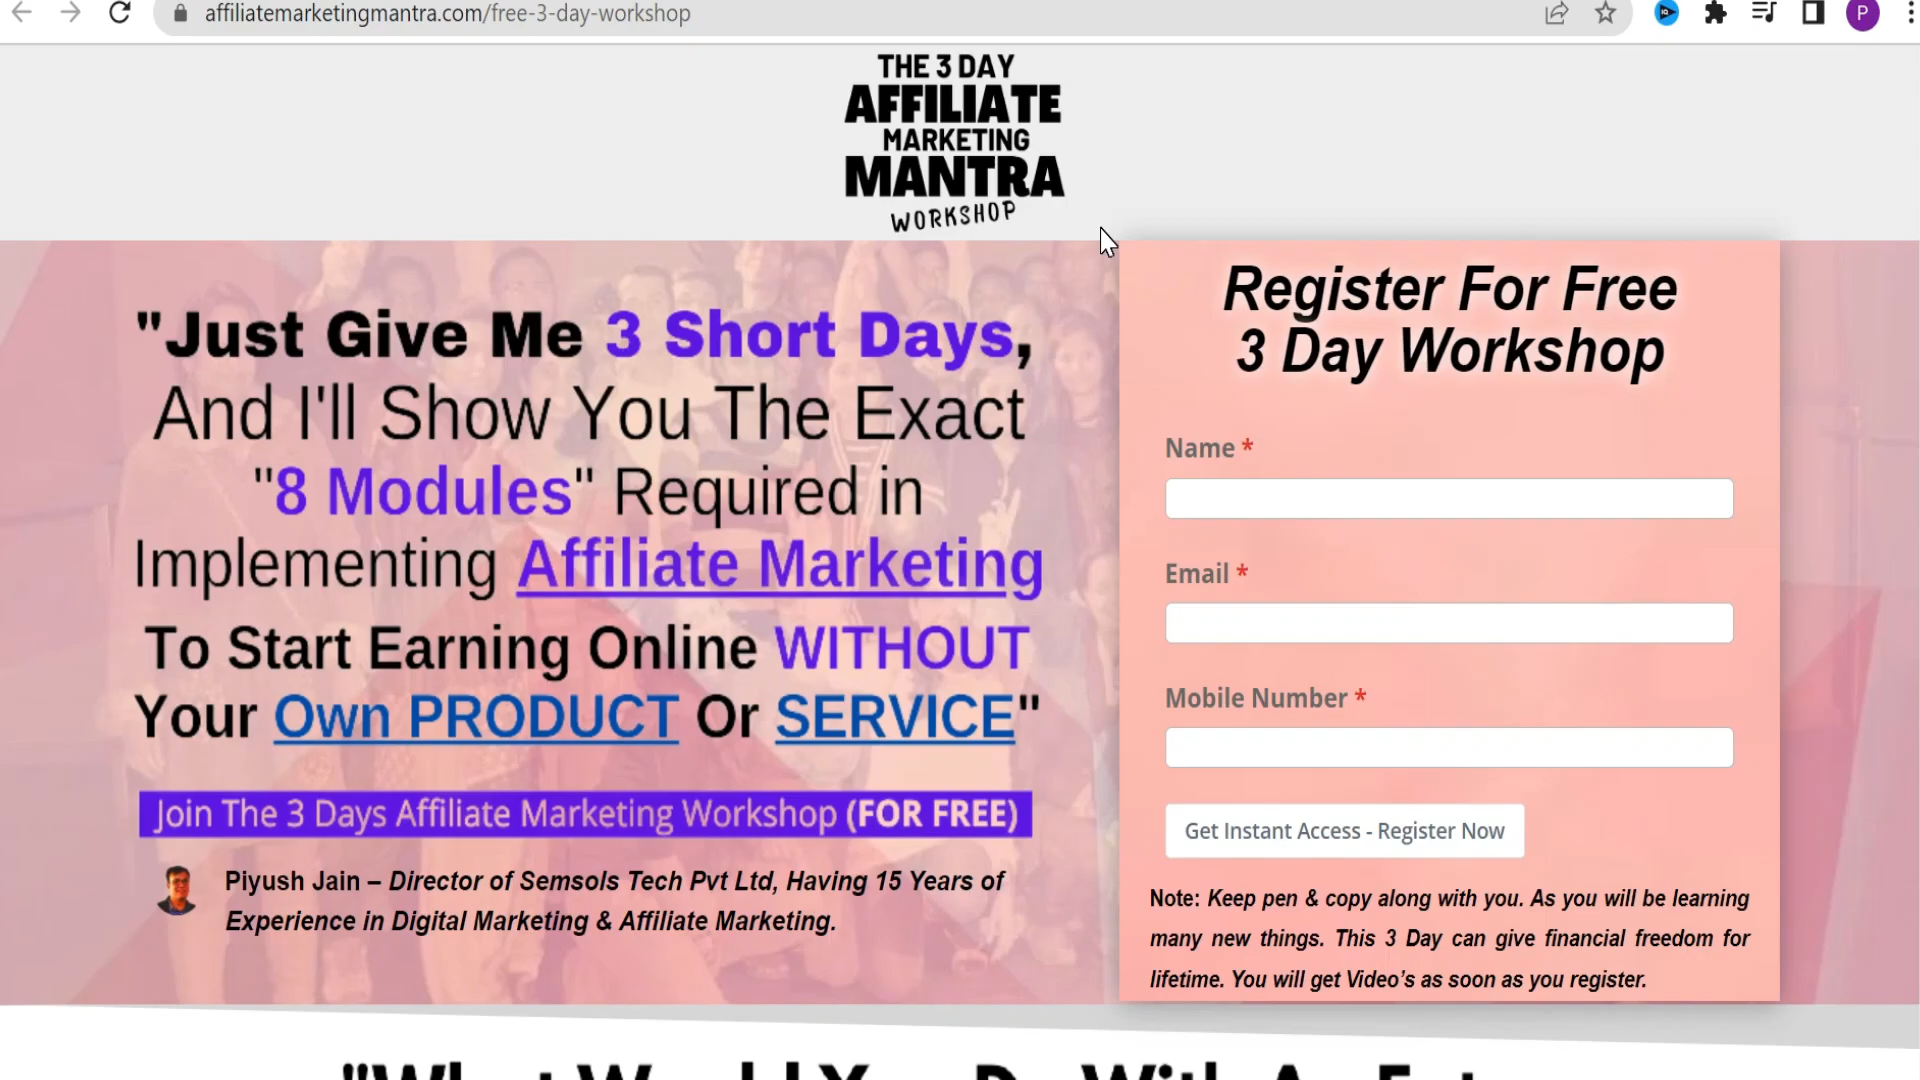 affiliatemarketingmantra.com/free-3-day-workshop
P
THE 3 DAY
AFFILIATE
MARKETING
MANTRA
WORKSHOP
"Just Give Me 3 Short Days,
And I'll Show You The Exact
"8 Modules" Required in
Implementing Affiliate Marketing
To Start Earning Online WITHOUT
Your Own PRODUCT Or SERVICE"
Join The 3 Days Affiliate Marketing Workshop (FOR FREE)
Piyush Jain – Director of Semsols Tech Pvt Ltd, Having 15 Years of
Experience in Digital Marketing & Affiliate Marketing.
Register For Free
3 Day Workshop
Name *
Email *
Mobile Number *
Get Instant Access - Register Now
Note: Keep pen & copy along with you. As you will be learning
many new things. This 3 Day can give financial freedom for
lifetime. You will get Video's as soon as you register.